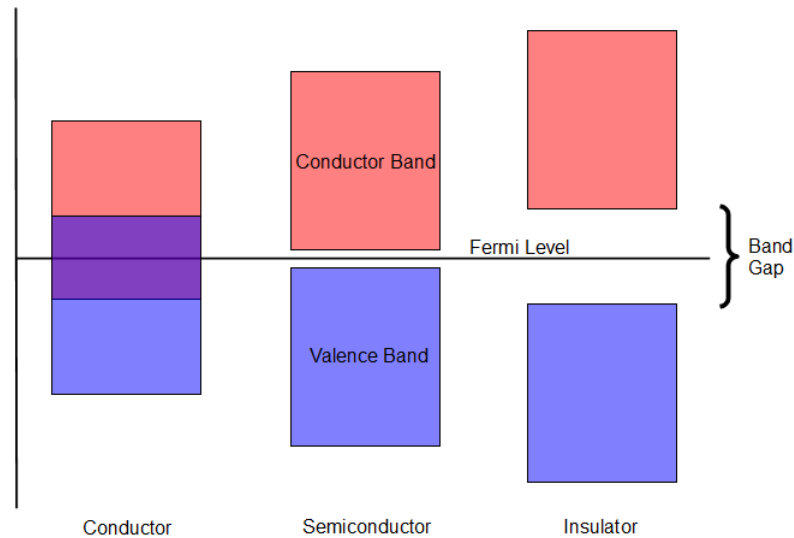 Conductor Band
Fermi Level
Band
Gap
Valence Band
Conductor
Semiconductor
Insulator